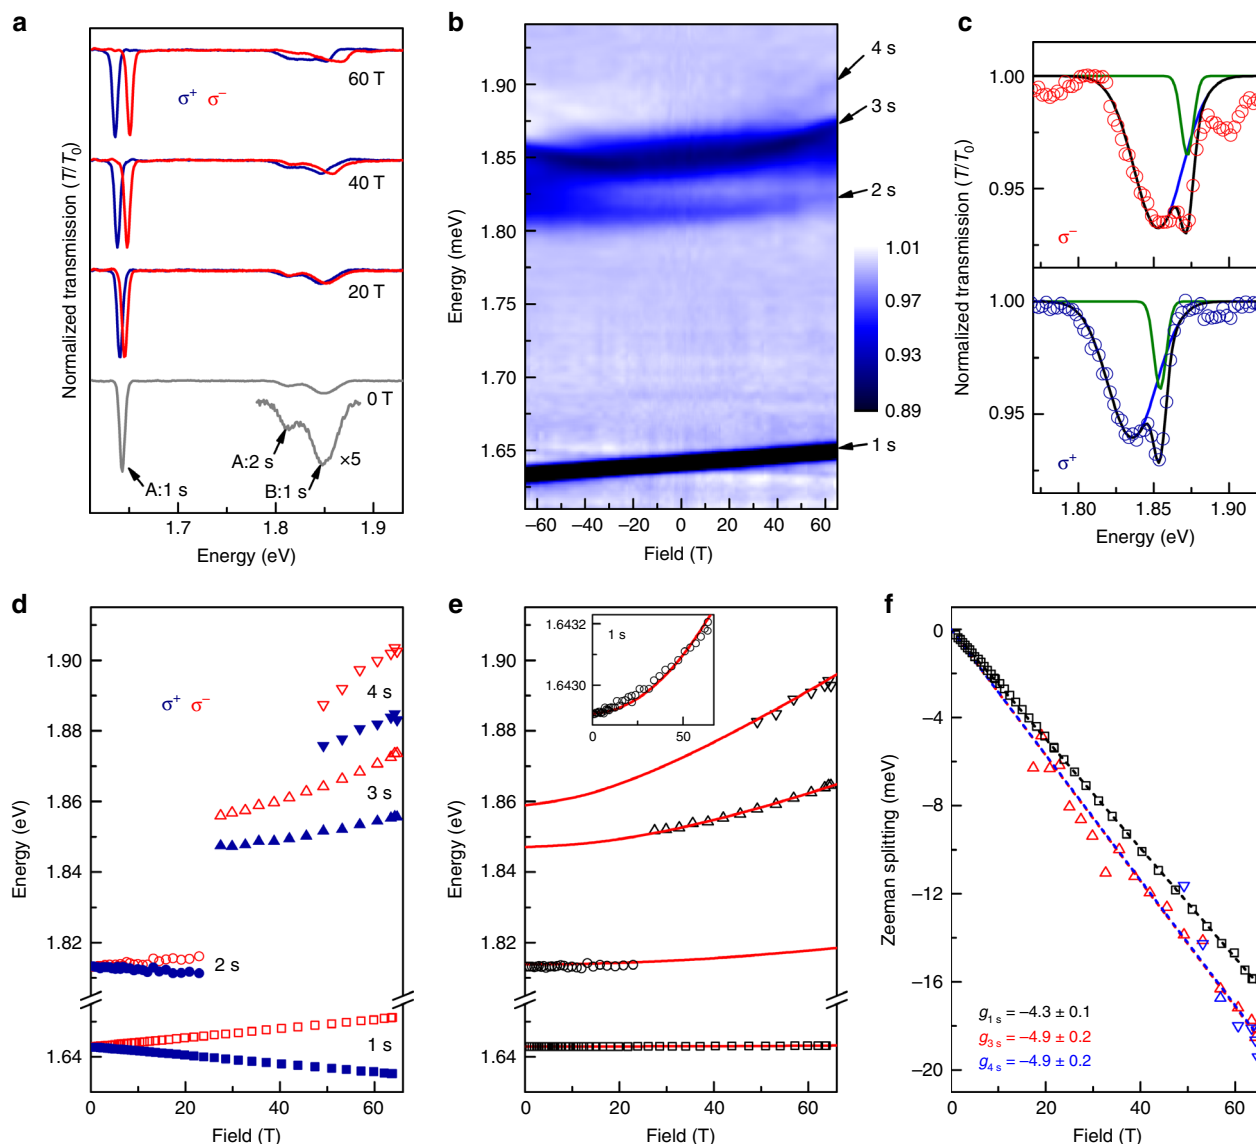 a
Normalized transmission (T/T0)
60 T
σ+ σ−
40 T
20 T
0 T
A:2 s
×5
B:1 s
A:1 s
1.7 1.8 1.9
Energy (eV)
b
Energy (meV)
1.90
1.85
1.80
1.75
1.70
1.65
4 s
3 s
2 s
1 s
1.01
0.97
0.93
0.89
−60 −40 −20 0 20 40 60
Field (T)
c
Normalized transmission (T/T0)
1.00
0.95
σ−
1.00
0.95
σ+
1.80 1.85 1.90
Energy (eV)
d
Energy (eV)
1.90
1.88
1.86
1.84
1.82
1.64
σ+ σ−
4 s
3 s
2 s
1 s
0 20 40 60
Field (T)
e
Energy (eV)
1.90
1.88
1.86
1.84
1.82
1.64
1.6432
1.6430
1 s
0 50
0 20 40 60
Field (T)
f
Zeeman splitting (meV)
0
−4
−8
−12
−16
−20
g1 s = −4.3 ± 0.1
g3 s = −4.9 ± 0.2
g4 s = −4.9 ± 0.2
0 20 40 60
Field (T)